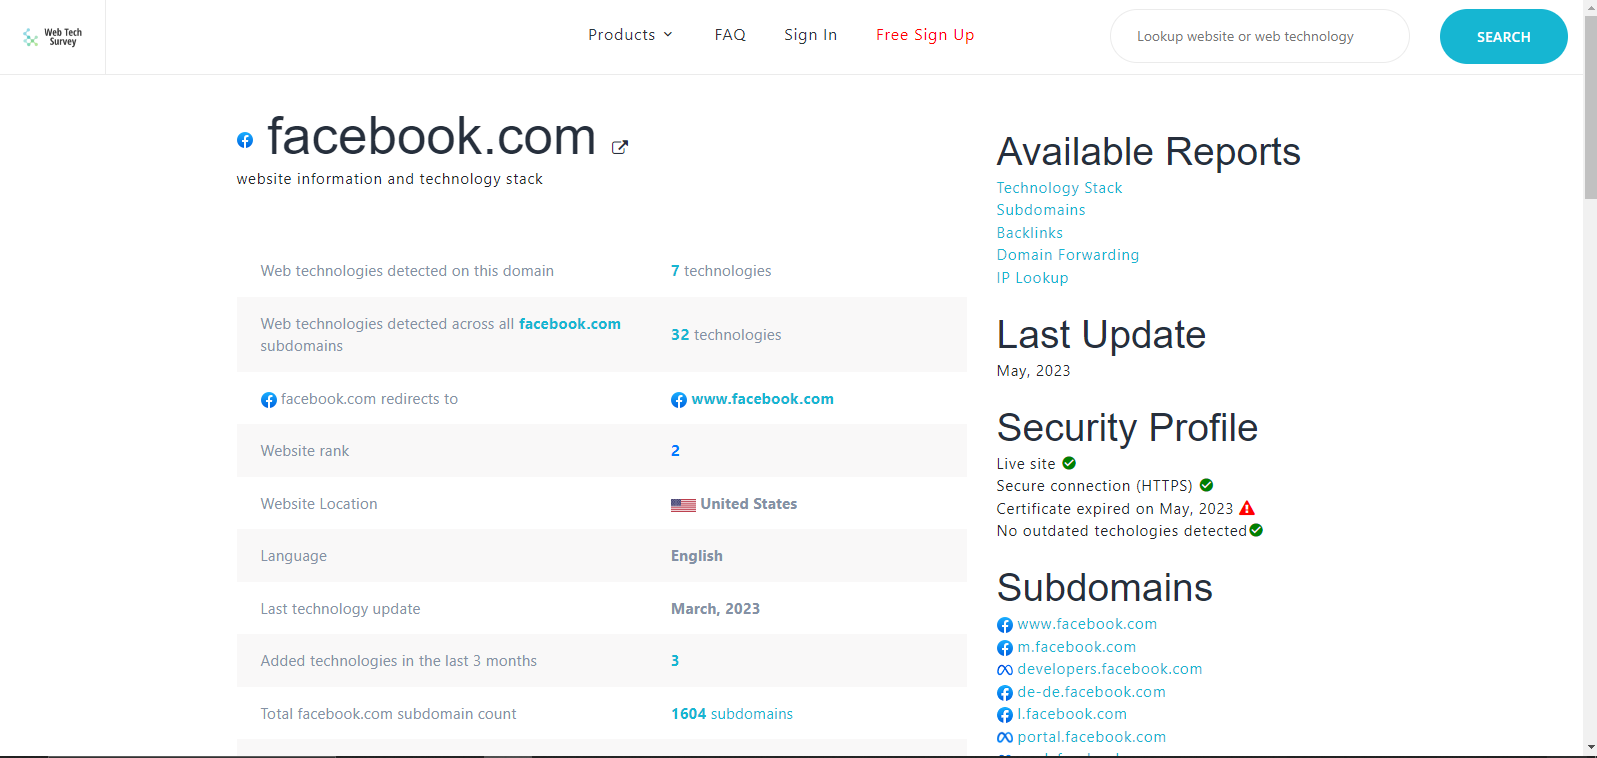 Web Tech
Survey
Products
FAQ
Sign In
Free Sign Up
Lookup website or web technology
SEARCH
facebook.com
website information and technology stack
Web technologies detected on this domain
7 technologies
Web technologies detected across all facebook.com
subdomains
32 technologies
facebook.com redirects to
www.facebook.com
Website rank
2
Website Location
United States
Language
English
Last technology update
March, 2023
Added technologies in the last 3 months
3
Total facebook.com subdomain count
1604 subdomains
Available Reports
Technology Stack
Subdomains
Backlinks
Domain Forwarding
IP Lookup
Last Update
May, 2023
Security Profile
Live site
Secure connection (HTTPS)
Certificate expired on May, 2023
No outdated techologies detected
Subdomains
www.facebook.com
m.facebook.com
developers.facebook.com
de-de.facebook.com
l.facebook.com
portal.facebook.com